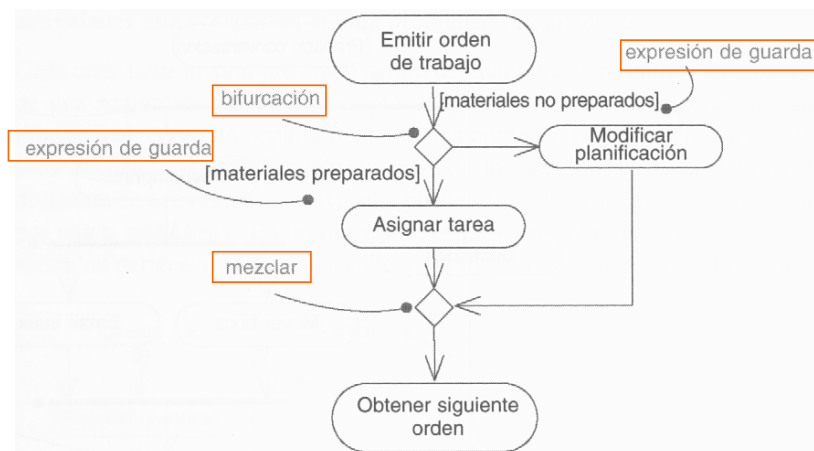 Emitir orden
de trabajo
expresión de guarda
bifurcación
[materiales no preparados]
Modificar
planificación
expresión de guarda
[materiales preparados]
Asignar tarea
mezclar
Obtener siguiente
orden